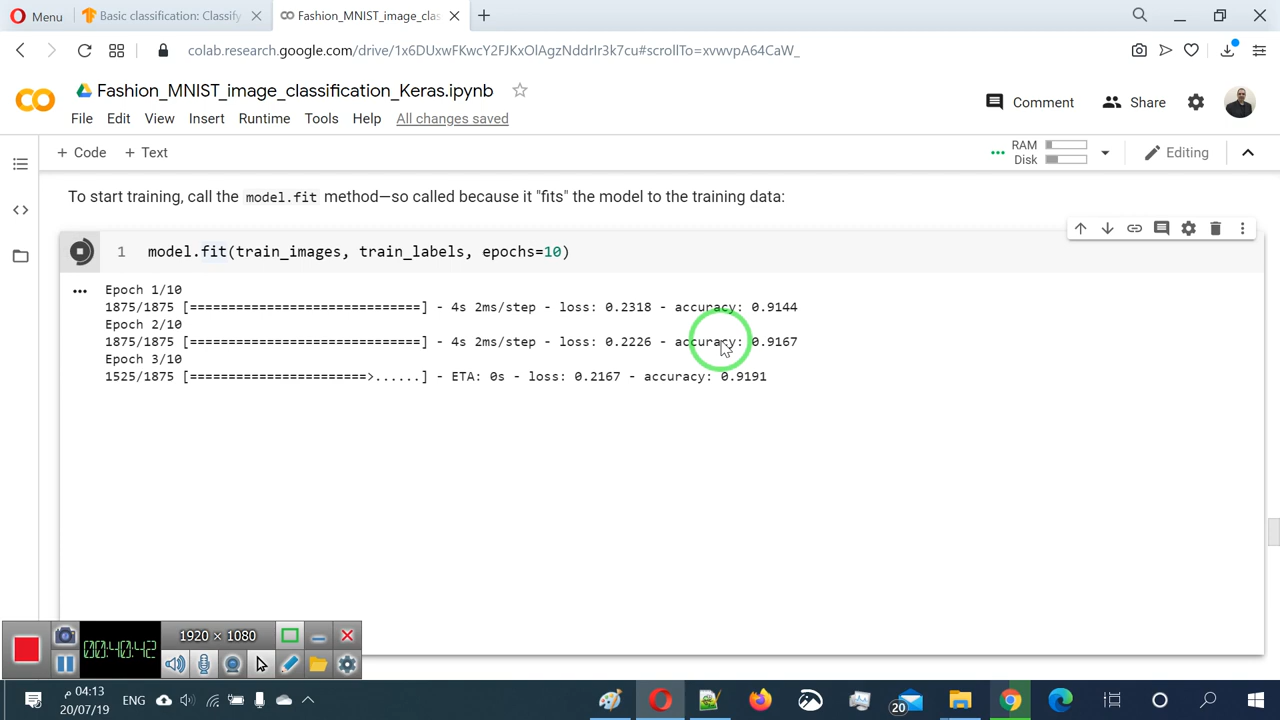 Menu
Basic classification: Classify
Fashion_MNIST_image_clas
colab.research.google.com/drive/1x6DUxwFKwcY2FJKxOlAgzNddrIr3k7cu#scrollTo=xvwvpA64CaW_
Fashion_MNIST_image_classification_Keras.ipynb
File Edit View Insert Runtime Tools Help All changes saved
Comment Share
+ Code + Text
RAM
Disk
Editing
To start training, call the model.fit method—so called because it "fits" the model to the training data:
1 model.fit(train_images, train_labels, epochs=10)
Epoch 1/10
1875/1875 [==============================] - 4s 2ms/step - loss: 0.2318 - accuracy: 0.9144
Epoch 2/10
1875/1875 [==============================] - 4s 2ms/step - loss: 0.2226 - accuracy: 0.9167
Epoch 3/10
1525/1875 [=======================>......] - ETA: 0s - loss: 0.2167 - accuracy: 0.9191
00:40:42
1920 × 1080
04:13 م
20/07/19
ENG
20